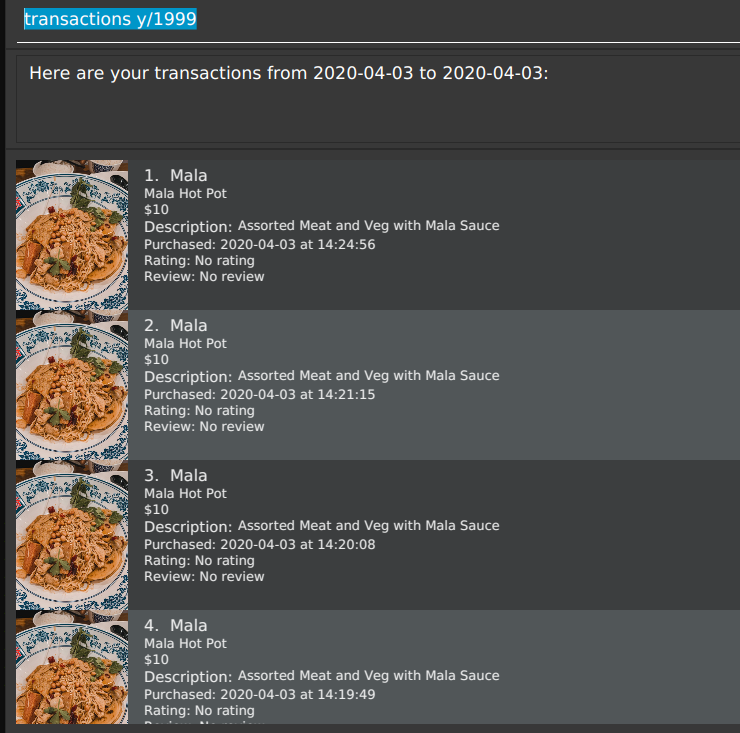 transactions y/1999
Here are your transactions from 2020-04-03 to 2020-04-03:
1. Mala
Mala Hot Pot
$10
Description: Assorted Meat and Veg with Mala Sauce
Purchased: 2020-04-03 at 14:24:56
Rating: No rating
Review: No review
2. Mala
Mala Hot Pot
$10
Description: Assorted Meat and Veg with Mala Sauce
Purchased: 2020-04-03 at 14:21:15
Rating: No rating
Review: No review
3. Mala
Mala Hot Pot
$10
Description: Assorted Meat and Veg with Mala Sauce
Purchased: 2020-04-03 at 14:20:08
Rating: No rating
Review: No review
4. Mala
Mala Hot Pot
$10
Description: Assorted Meat and Veg with Mala Sauce
Purchased: 2020-04-03 at 14:19:49
Rating: No rating